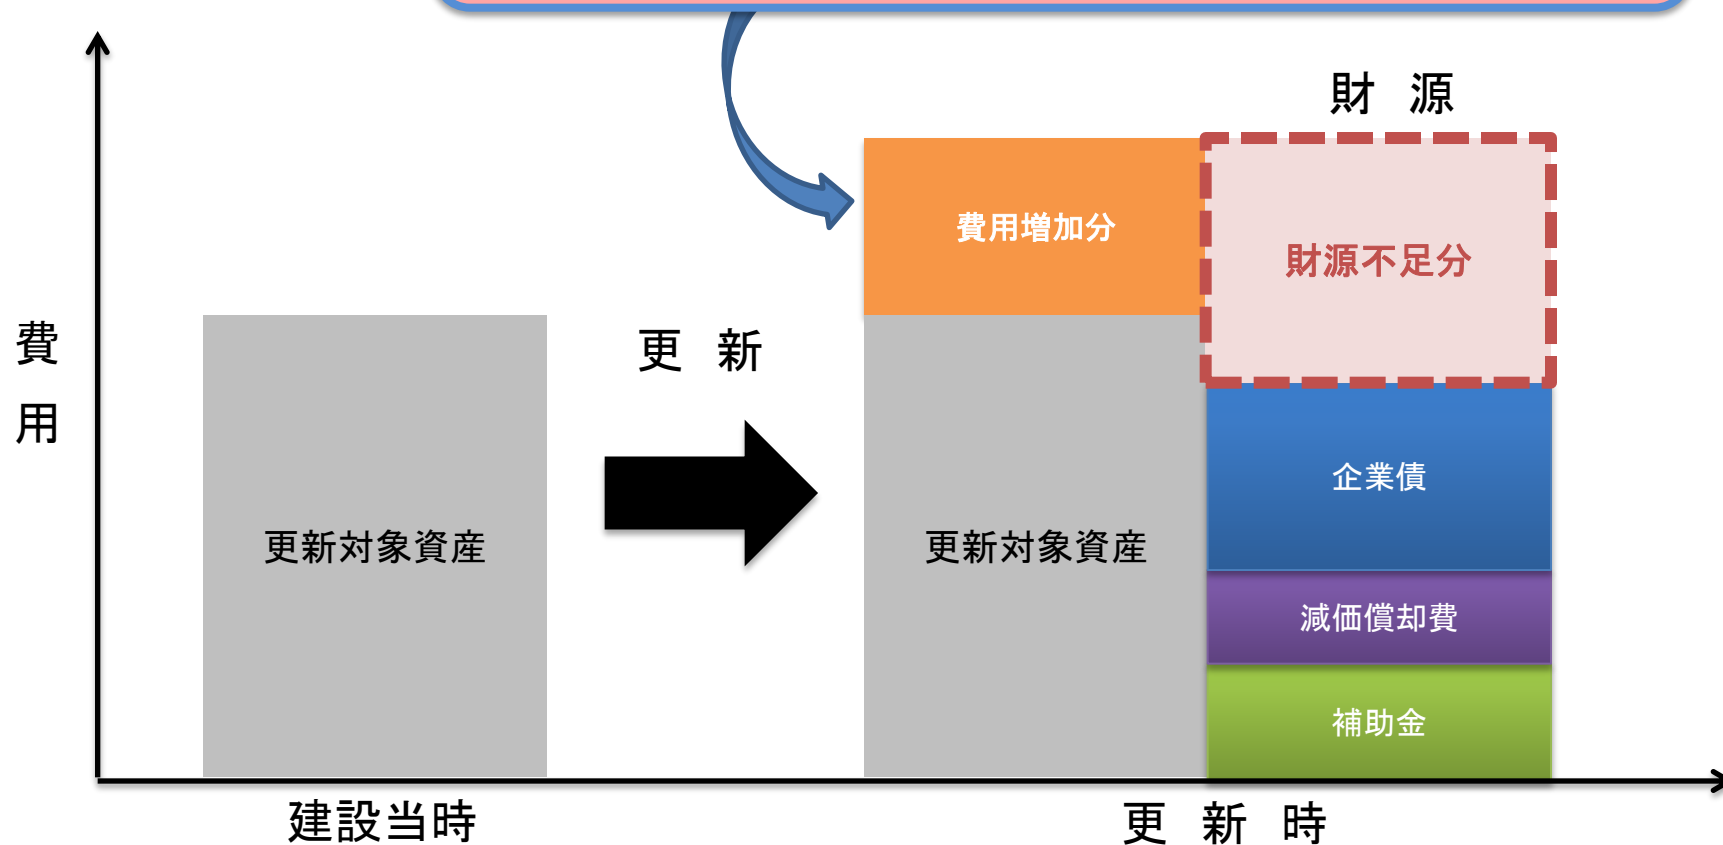 財 源
費用増加分
財源不足分
費
用
更 新
企業債
更新対象資産
更新対象資産
減価償却費
補助金
建設当時
更 新 時